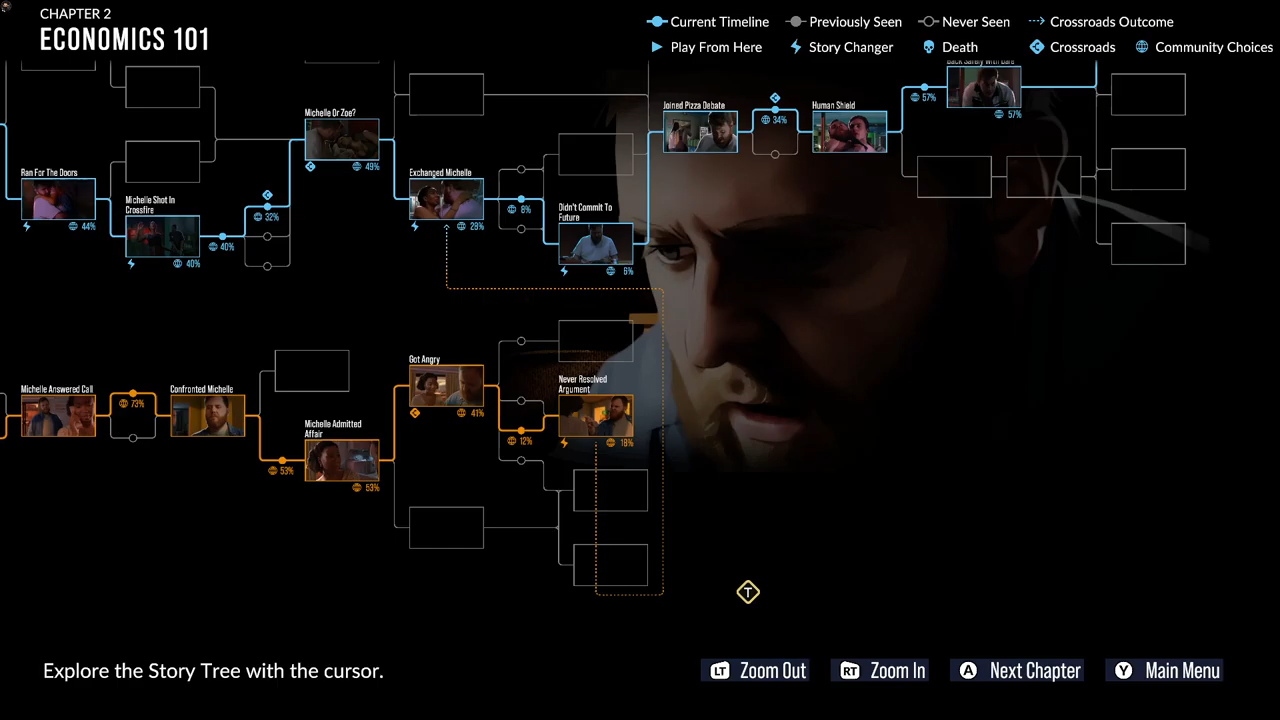 CHAPTER 2
ECONOMICS 101
Current Timeline
Previously Seen
Never Seen
Crossroads Outcome
Play From Here
Story Changer
Death
Crossroads
Community Choices
57%
57%
Michelle Or Zoe?
49%
Joined Pizza Debate
34%
Human Shield
Ran For The Doors
44%
Michelle Shot In
Crossfire
40%
40%
32%
Exchanged Michelle
28%
8%
Didn't Commit To
Future
6%
Michelle Answered Call
73%
Confronted Michelle
53%
Michelle Admitted
Affair
53%
Got Angry
41%
12%
Never Resolved
Argument
18%
T
Explore the Story Tree with the cursor.
LT Zoom Out
RT Zoom In
A Next Chapter
Y Main Menu